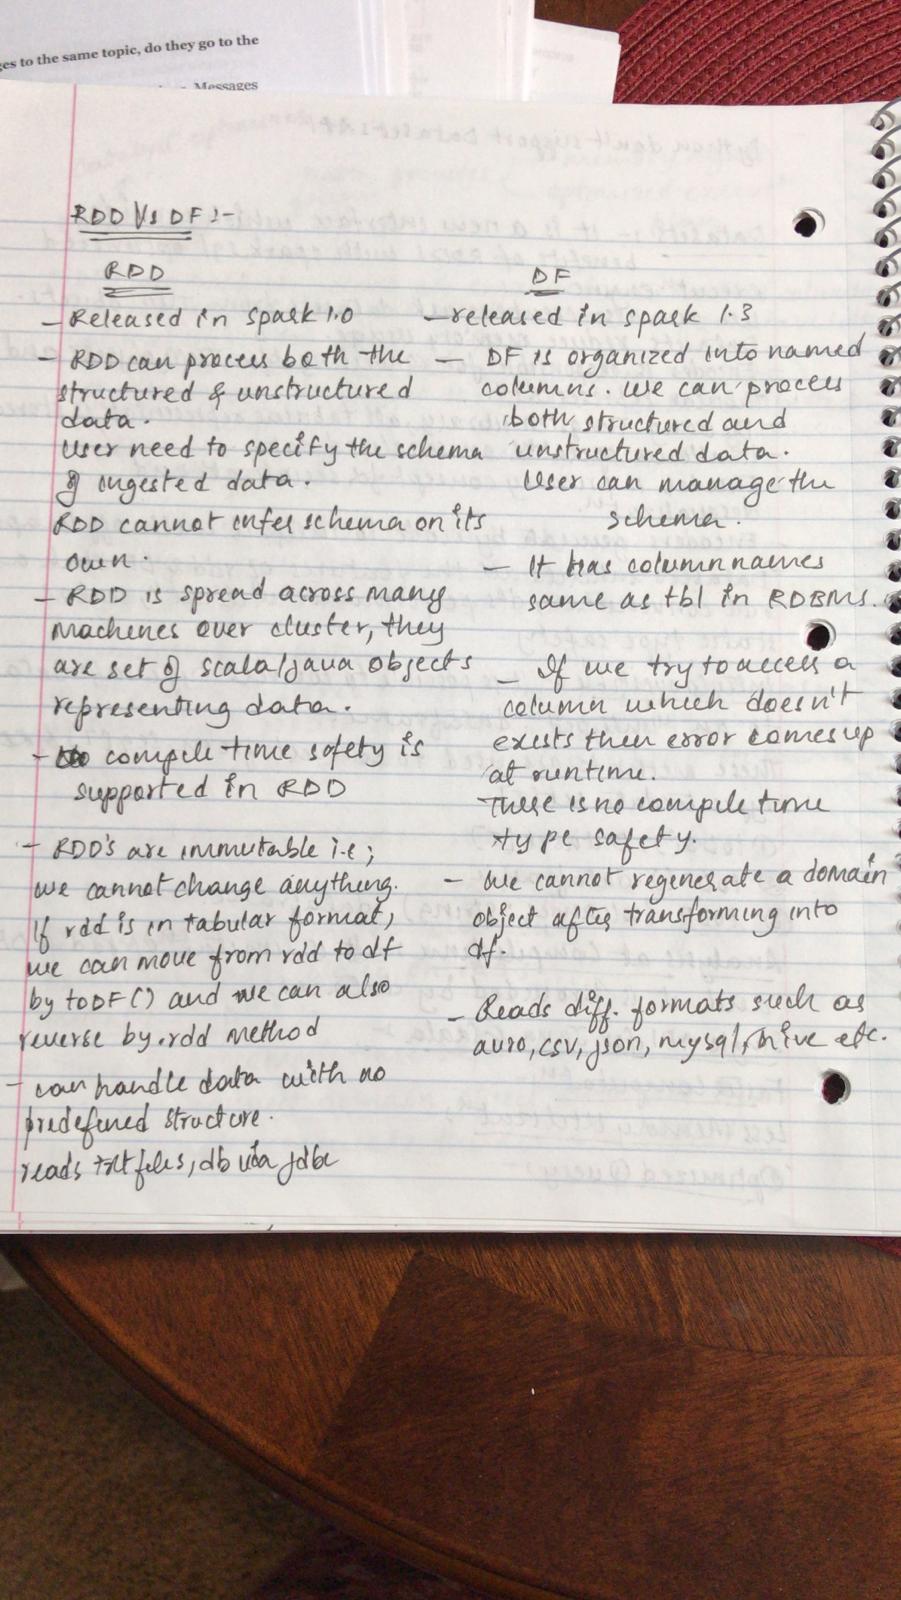 ges to the same topic, do they go to the
Messages
RDD Vs DF :-
RDD
- Released in spark 1.0
- RDD can process both the
structured & unstructured
data.
User need to specify the schema
of ingested data.
RDD cannot infer schema on its
own.
- RDD is spread across many
machines over cluster, they
are set of scala/java objects
representing data.
- compile time safety is
supported in RDD
- RDD's are immutable i.e;
we cannot change anything.
If rdd is in tabular format,
we can move from rdd to df
by toDF() and we can also
reverse by .rdd method
- can handle data with no
predefined structure.
reads txt files, db via jdbc
DF
- released in spark 1.3
- DF is organized into named
columns. we can process
both structured and
unstructured data.
User can manage the
schema.
- It has column names
same as tbl in RDBMS.
- If we try to access a
column which doesn't
exists then error comes up
at runtime.
There is no compile time
type safety.
- We cannot regenerate a domain
object after transforming into
df.
- Reads diff. formats such as
avro, csv, json, mysql, hive etc.